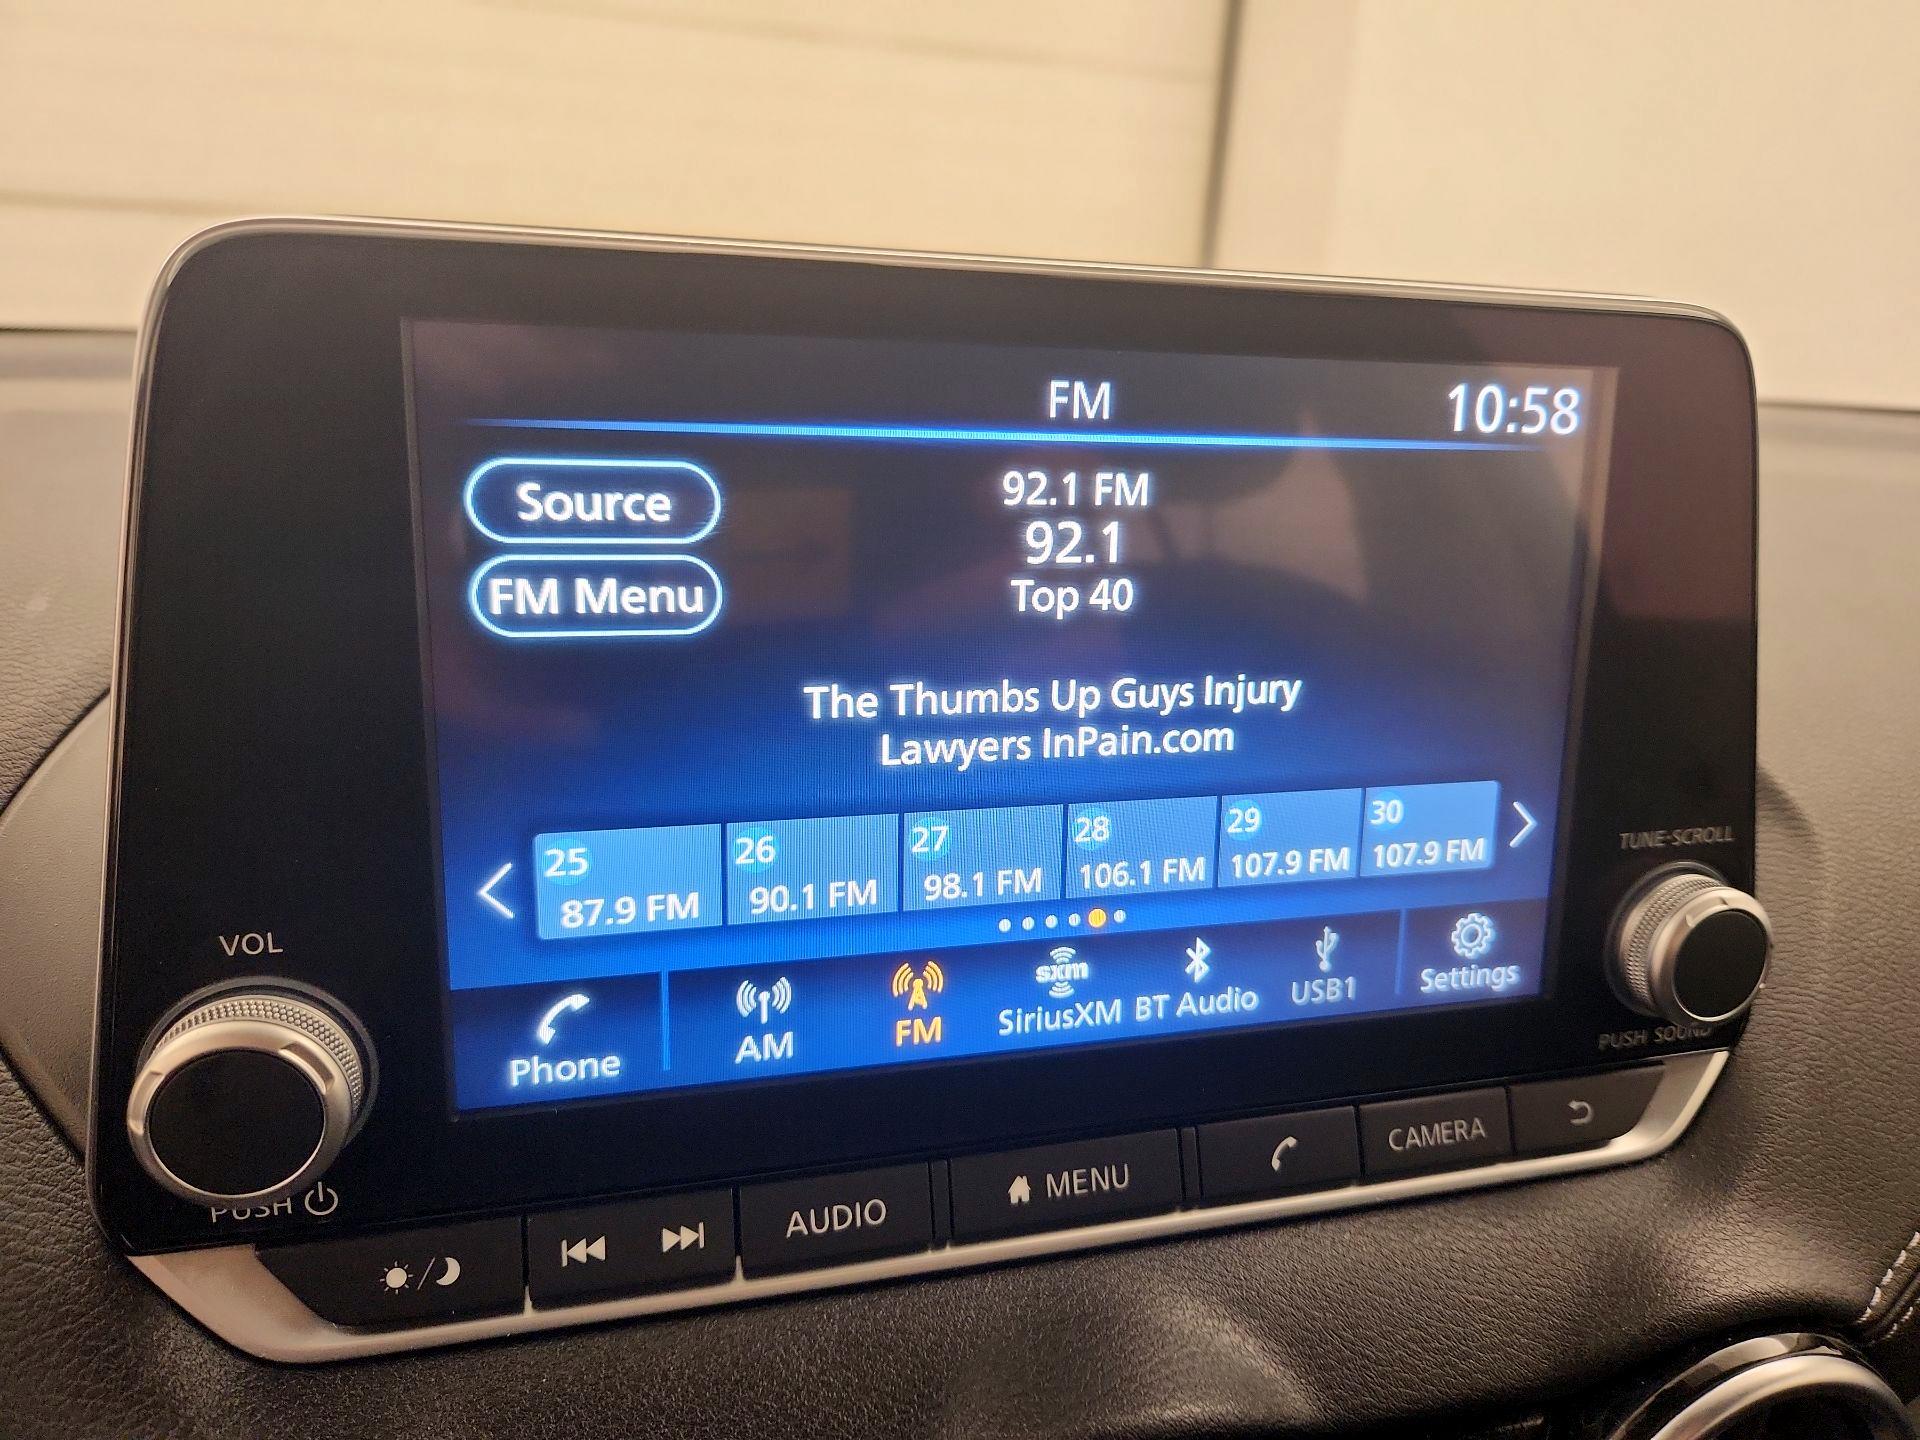 FM
10:58
Source
FM Menu
92.1 FM
92.1
Top 40
The Thumbs Up Guys Injury
Lawyers InPain.com
25
87.9 FM
26
90.1 FM
27
98.1 FM
28
106.1 FM
29
107.9 FM
30
107.9 FM
Phone
AM
FM
sxm
SiriusXM
BT Audio
USB1
Settings
VOL
PUSH
TUNE·SCROLL
PUSH SOUND
AUDIO
MENU
CAMERA